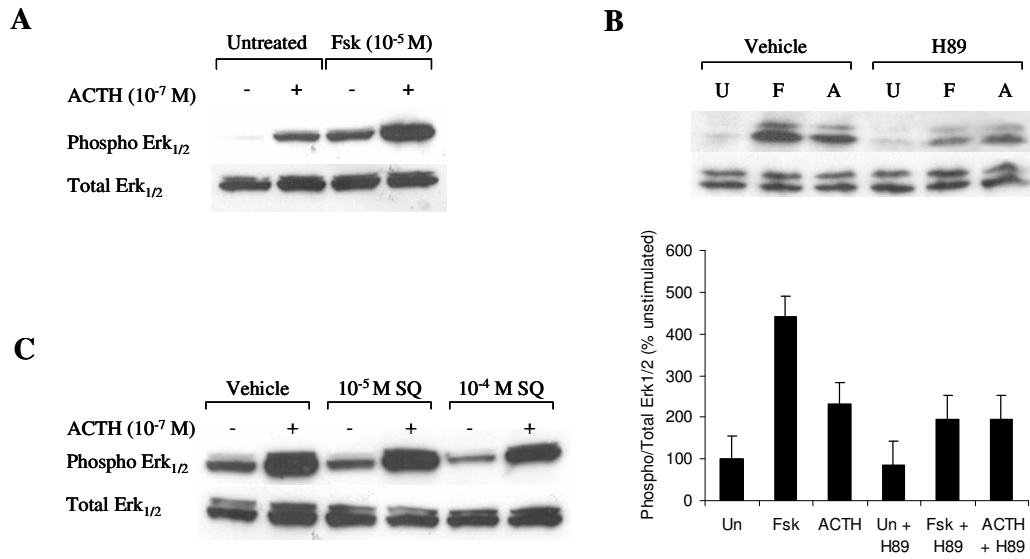 A
Untreated Fsk (10-5 M)
ACTH (10-7 M) - + - +
Phospho Erk1/2
Total Erk1/2
B
Vehicle H89
U F A U F A
Phospho/Total Erk1/2 (% unstimulated)
600
500
400
300
200
100
0
Un Fsk ACTH Un + H89 Fsk + H89 ACTH + H89
C
Vehicle 10-5 M SQ 10-4 M SQ
ACTH (10-7 M) - + - + - +
Phospho Erk1/2
Total Erk1/2